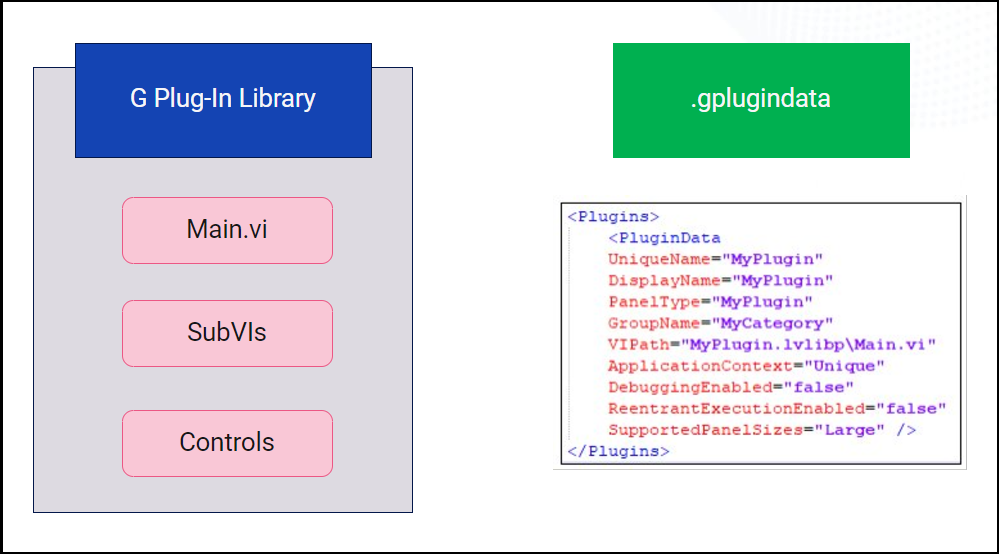 G Plug-In Library
Main.vi
SubVIs
Controls
.gplugindata
<Plugins>
<PluginData
UniqueName="MyPlugin"
DisplayName="MyPlugin"
PanelType="MyPlugin"
GroupName="MyCategory"
VIPath="MyPlugin.lvlibp\Main.vi"
ApplicationContext="Unique"
DebuggingEnabled="false"
ReentrantExecutionEnabled="false"
SupportedPanelSizes="Large" />
</Plugins>